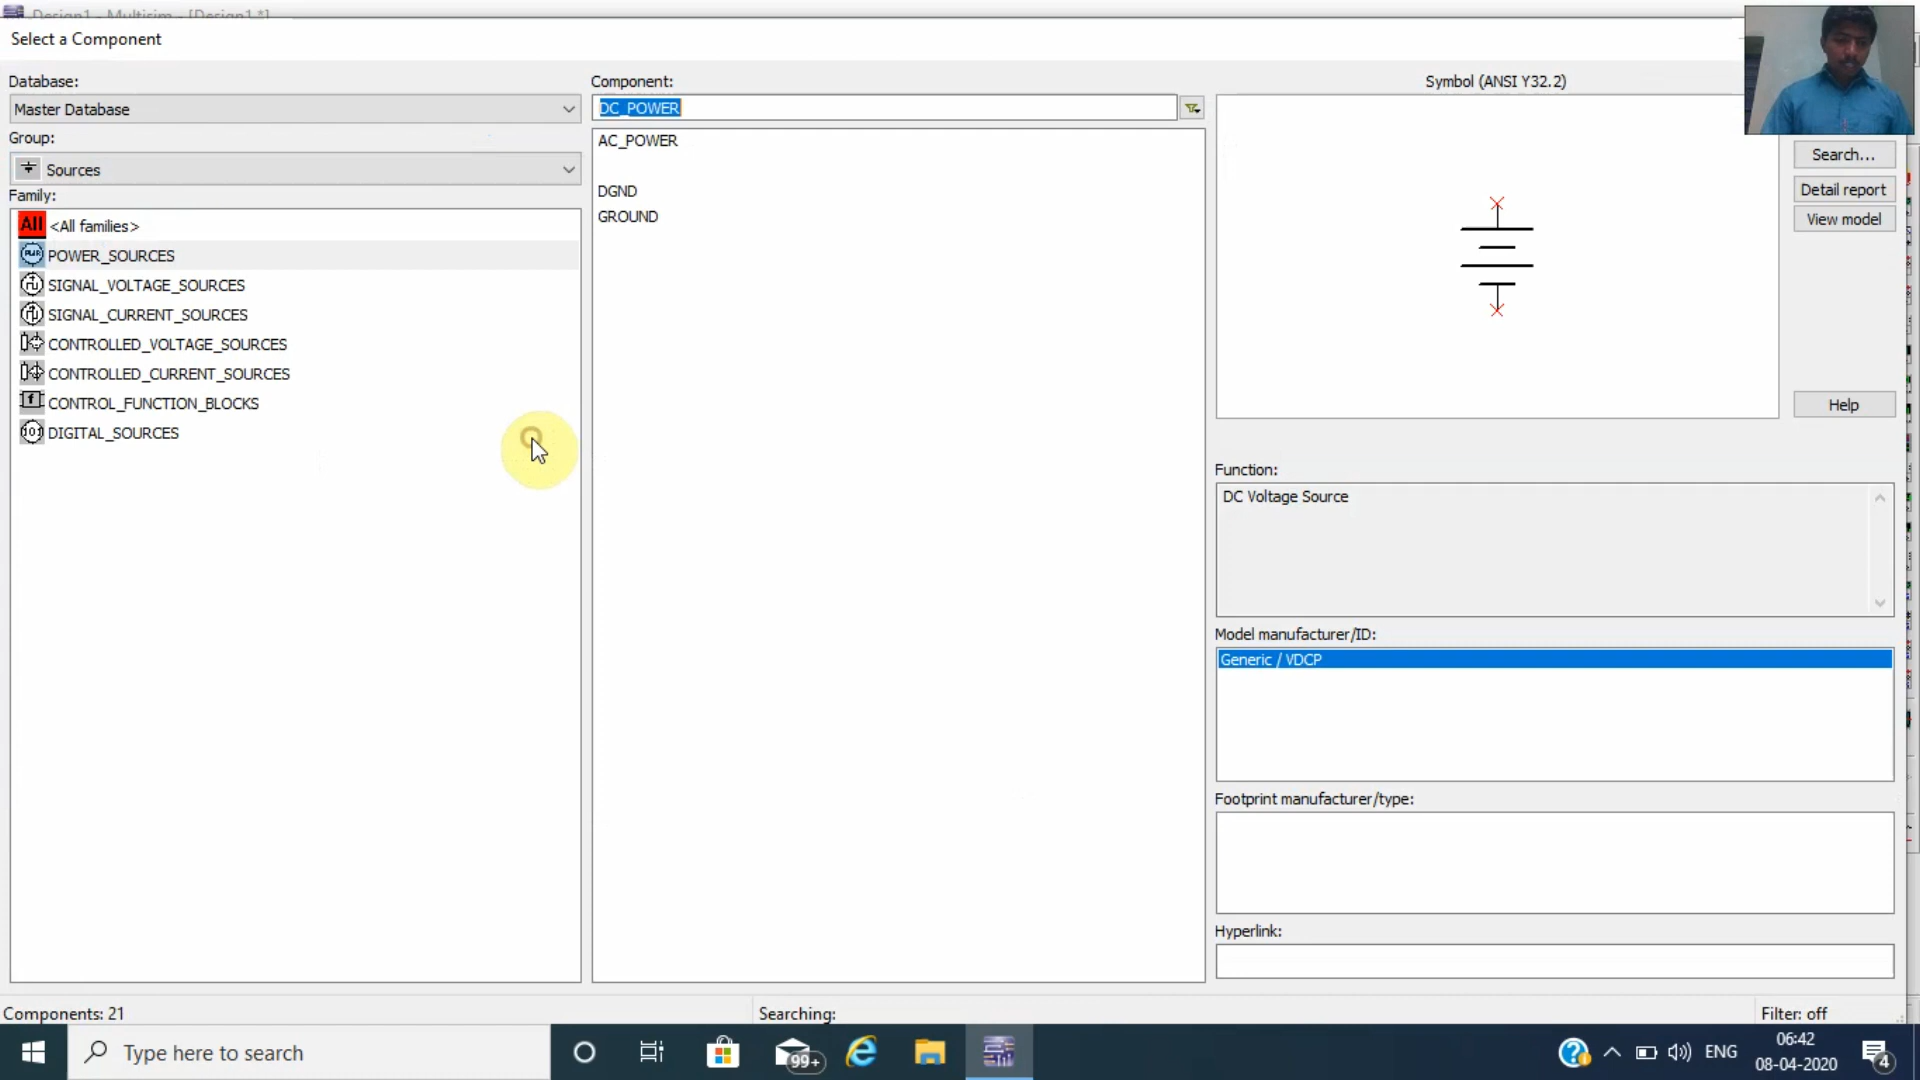 Design1 - Multisim - [Design1 *]
Select a Component
Database:
Master Database
Group:
Sources
Family:
All <All families>
POWER_SOURCES
SIGNAL_VOLTAGE_SOURCES
SIGNAL_CURRENT_SOURCES
CONTROLLED_VOLTAGE_SOURCES
CONTROLLED_CURRENT_SOURCES
CONTROL_FUNCTION_BLOCKS
DIGITAL_SOURCES
Component:
DC_POWER
AC_POWER
DGND
GROUND
Symbol (ANSI Y32.2)
Search...
Detail report
View model
Help
Function:
DC Voltage Source
Model manufacturer/ID:
Generic / VDCP
Footprint manufacturer/type:
Hyperlink:
Components: 21
Searching:
Filter: off
Type here to search
99+
ENG
06:42
08-04-2020
4